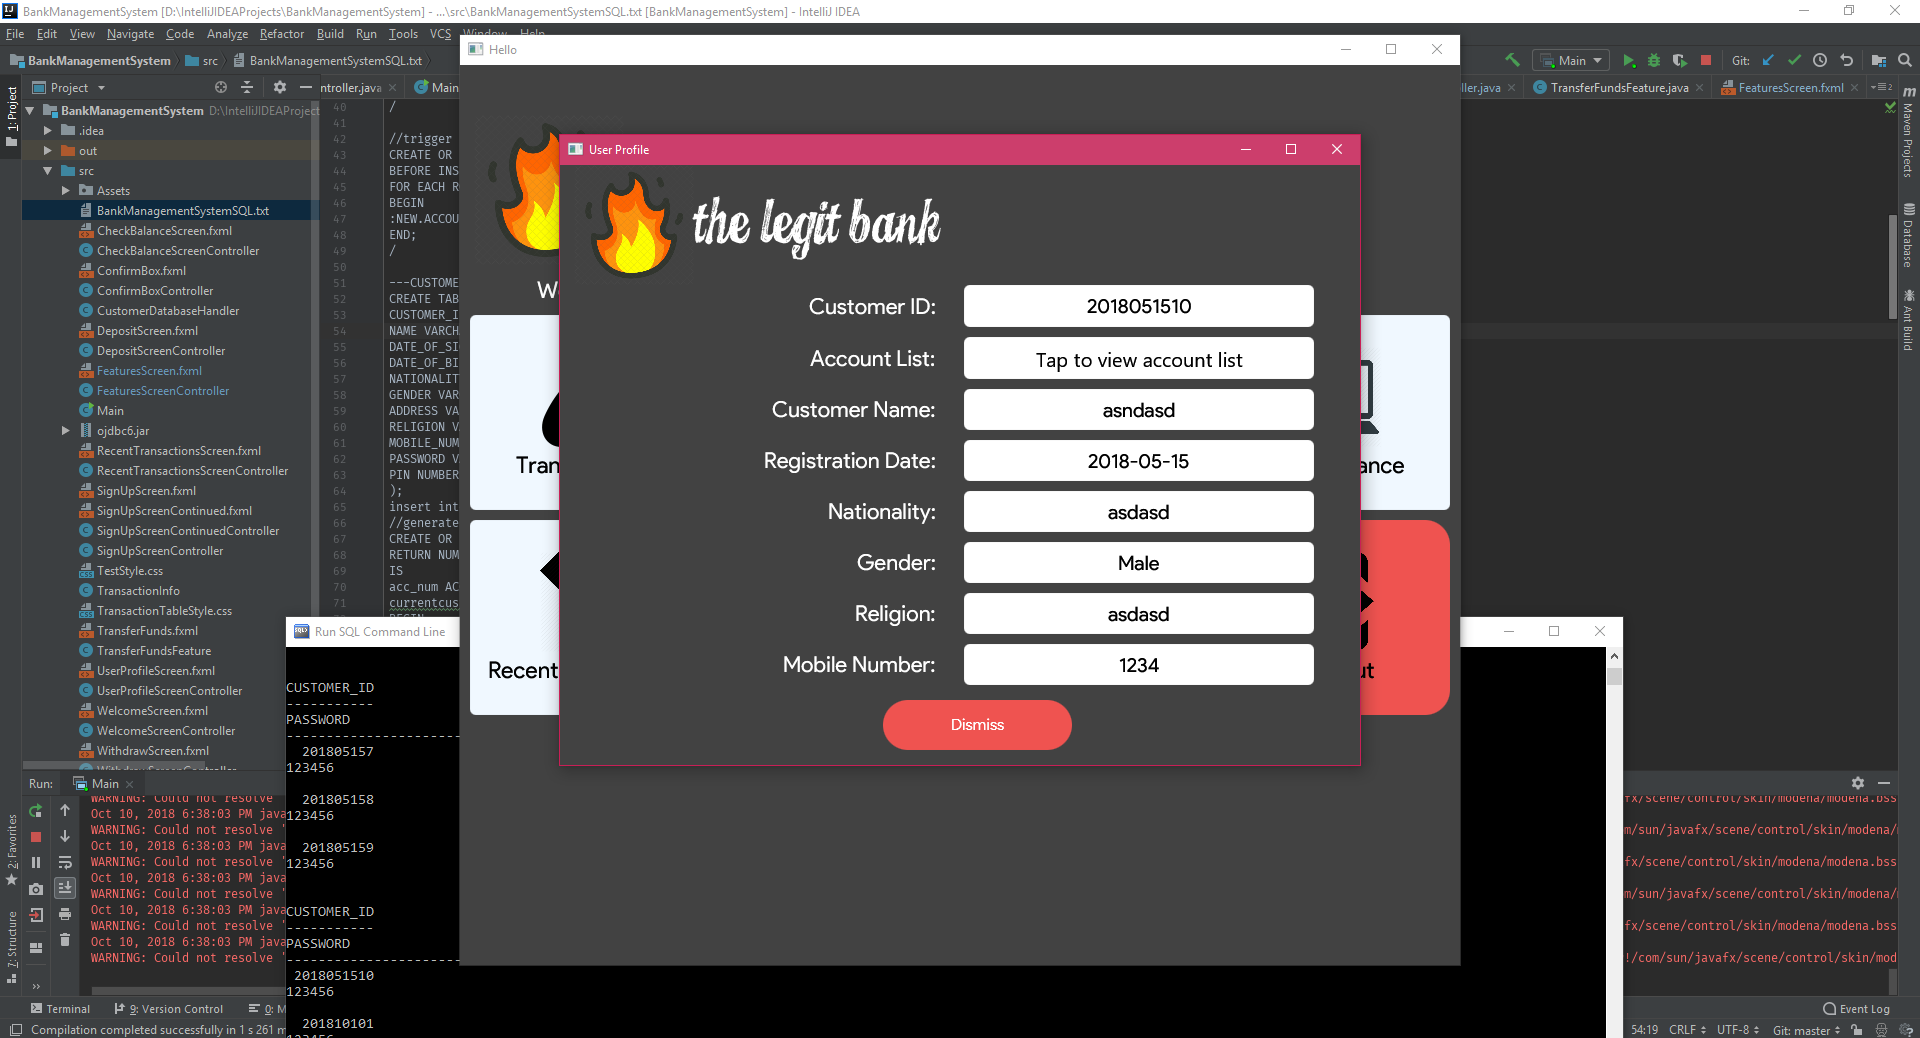 BankManagementSystem [D:\IntelliJIDEAProjects\BankManagementSystem] - ...\src\BankManagementSystemSQL.txt [BankManagementSystem] - IntelliJ IDEA
File Edit View Navigate Code Analyze Refactor Build Run Tools VCS Window Help
BankManagementSystem src BankManagementSystemSQL.txt
Main Git:
Project
Main
TransferFundsFeature.java FeaturesScreen.fxml
1: Project
BankManagementSystem D:\IntelliJIDEAProject
.idea
out
src
Assets
BankManagementSystemSQL.txt
CheckBalanceScreen.fxml
CheckBalanceScreenController
ConfirmBox.fxml
ConfirmBoxController
CustomerDatabaseHandler
DepositScreen.fxml
DepositScreenController
FeaturesScreen.fxml
FeaturesScreenController
Main
ojdbc6.jar
RecentTransactionsScreen.fxml
RecentTransactionsScreenController
SignUpScreen.fxml
SignUpScreenContinued.fxml
SignUpScreenContinuedController
SignUpScreenController
TestStyle.css
TransactionInfo
TransactionTableStyle.css
TransferFunds.fxml
TransferFundsFeature
UserProfileScreen.fxml
UserProfileScreenController
WelcomeScreen.fxml
WelcomeScreenController
WithdrawScreen.fxml
40 /
41
42 //trigger
43 CREATE OR
44 BEFORE INS
45 FOR EACH R
46 BEGIN
47 :NEW.ACCOU
48 END;
49 /
50
51 ---CUSTOME
52 CREATE TAB
53 CUSTOMER_I
54 NAME VARCH
55 DATE_OF_SI
56 DATE_OF_BI
57 NATIONALIT
58 GENDER VAR
59 ADDRESS VA
60 RELIGION V
61 MOBILE_NUM
62 PASSWORD V
63 PIN NUMBER
64 );
65 insert int
66 //generate
67 CREATE OR
68 RETURN NUM
69 IS
70 acc_num AC
71 currentcus
Hello
Tran
Recent
ance
User Profile
the legit bank
Customer ID: 2018051510
Account List: Tap to view account list
Customer Name: asndasd
Registration Date: 2018-05-15
Nationality: asdasd
Gender: Male
Religion: asdasd
Mobile Number: 1234
Dismiss
Maven Projects
Database
Ant Build
Run SQL Command Line
CUSTOMER_ID
-----------
PASSWORD
201805157
123456
201805158
123456
201805159
123456
CUSTOMER_ID
-----------
PASSWORD
2018051510
123456
201810101
Run: Main
WARNING: Could not resolve '
Oct 10, 2018 6:38:03 PM java
WARNING: Could not resolve '
Oct 10, 2018 6:38:03 PM java
WARNING: Could not resolve '
Oct 10, 2018 6:38:03 PM java
WARNING: Could not resolve '
Oct 10, 2018 6:38:03 PM java
WARNING: Could not resolve '
Oct 10, 2018 6:38:03 PM java
WARNING: Could not resolve '
fx/scene/control/skin/modena/modena.bss
m/sun/javafx/scene/control/skin/modena/
fx/scene/control/skin/modena/modena.bss
m/sun/javafx/scene/control/skin/modena/
fx/scene/control/skin/modena/modena.bss
!/com/sun/javafx/scene/control/skin/mod
2: Favorites
7: Structure
Terminal 9: Version Control 0: M
Event Log
Compilation completed successfully in 1 s 261 m
54:19 CRLF UTF-8 Git: master